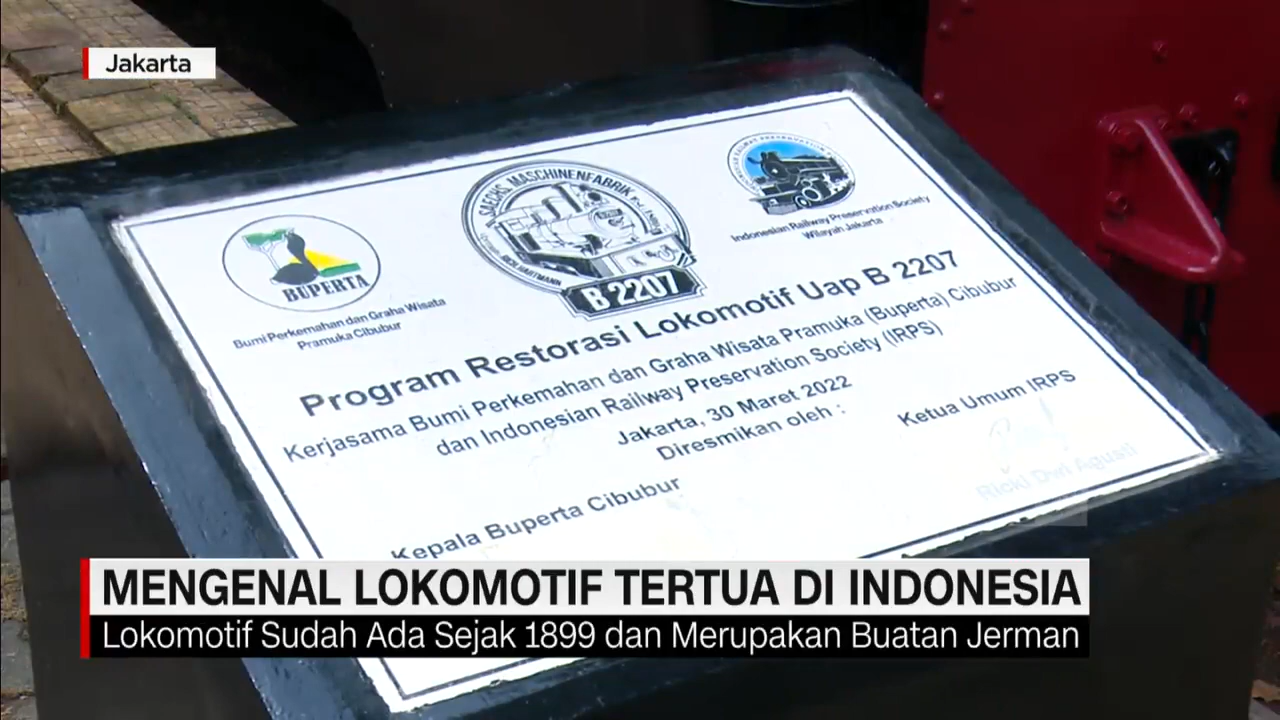 Jakarta
SACHS MASCHINENFABRIK
B 2207
BUPERTA
Bumi Perkemahan dan Graha Wisata
Pramuka Cibubur
Indonesian Railway Preservation Society
Wilayah Jakarta
Program Restorasi Lokomotif Uap B 2207
Kerjasama Bumi Perkemahan dan Graha Wisata Pramuka (Buperta) Cibubur
dan Indonesian Railway Preservation Society (IRPS)
Jakarta, 30 Maret 2022
Diresmikan oleh :
Kepala Buperta Cibubur
Ketua Umum IRPS
Ricki Dwi Agusti
MENGENAL LOKOMOTIF TERTUA DI INDONESIA
Lokomotif Sudah Ada Sejak 1899 dan Merupakan Buatan Jerman